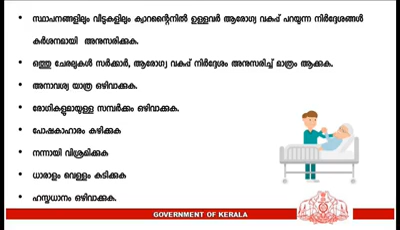 • സ്ഥാപനങ്ങളിലും വീട്ടുകളിലും ക്വാറന്റൈനിൽ ഉള്ളവർ ആരോഗ്യ വകുപ്പ് പറയുന്ന നിർദ്ദേശങ്ങൾ
കർശനമായി അനുസരിക്കുക.
• ഒത്തു ചേരലുകൾ സർക്കാർ, ആരോഗ്യ വകുപ്പ് നിർദ്ദേശം അനുസരിച്ച് മാത്രം ആക്കുക.
• അനാവശ്യ യാത്ര ഒഴിവാക്കുക.
• രോഗികളുമായുള്ള സമ്പർക്കം ഒഴിവാക്കുക.
• പോഷകാഹാരം കഴിക്കുക
• നന്നായി വിശ്രമിക്കുക
• ധാരാളം വെള്ളം കുടിക്കുക
• ഹസ്തദാനം ഒഴിവാക്കുക.
GOVERNMENT OF KERALA